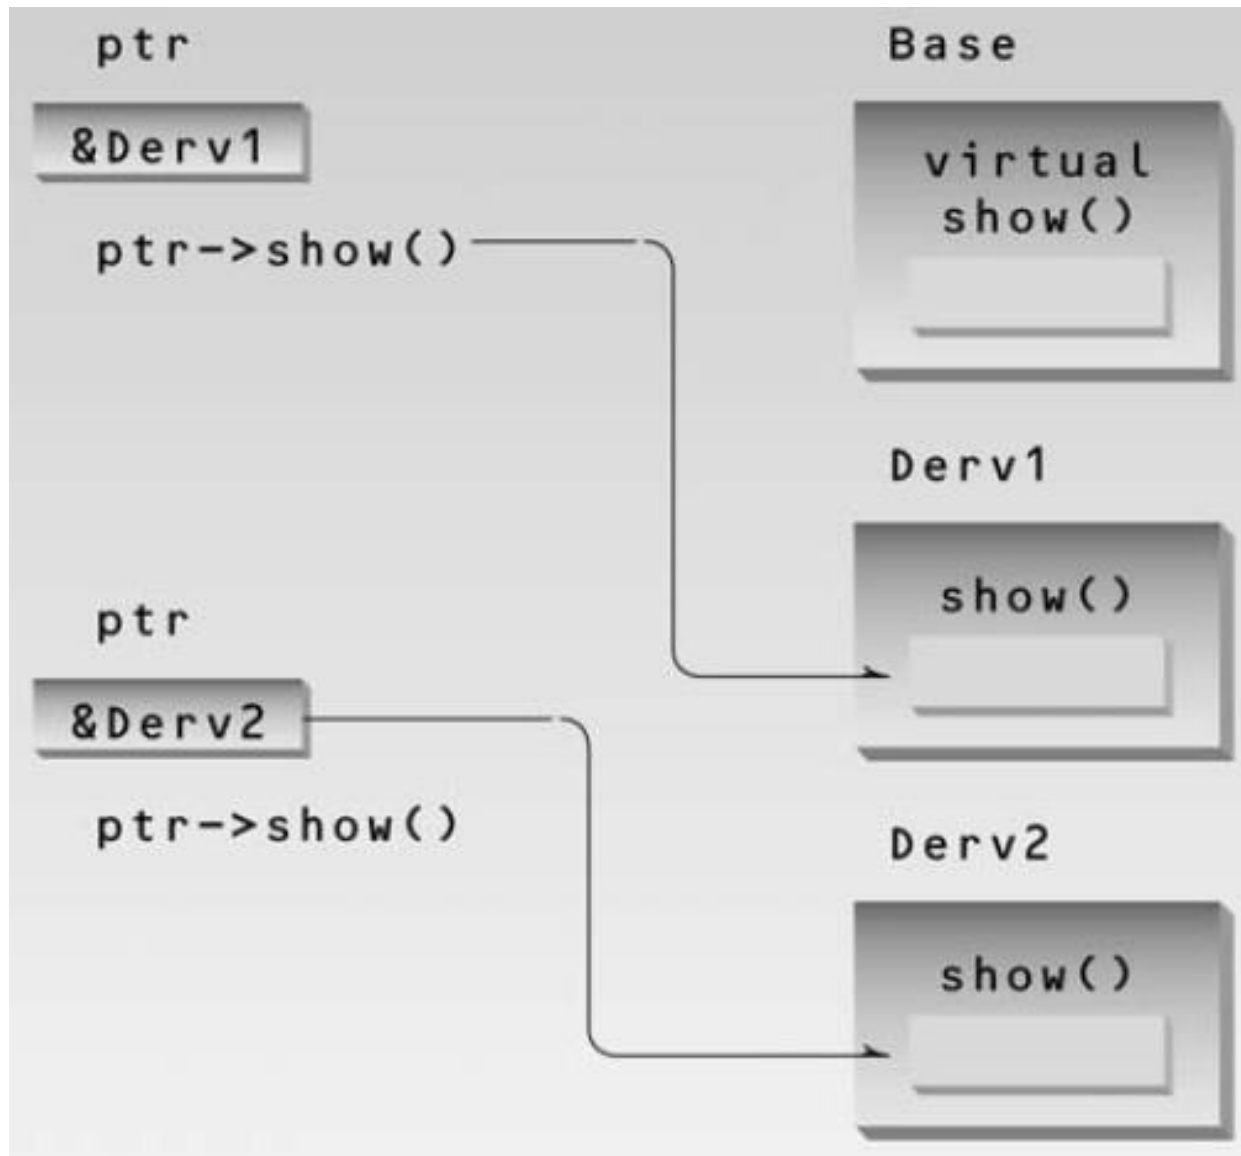 ptr
&Derv1
ptr->show()
ptr
&Derv2
ptr->show()
Base
virtual
show()
Derv1
show()
Derv2
show()